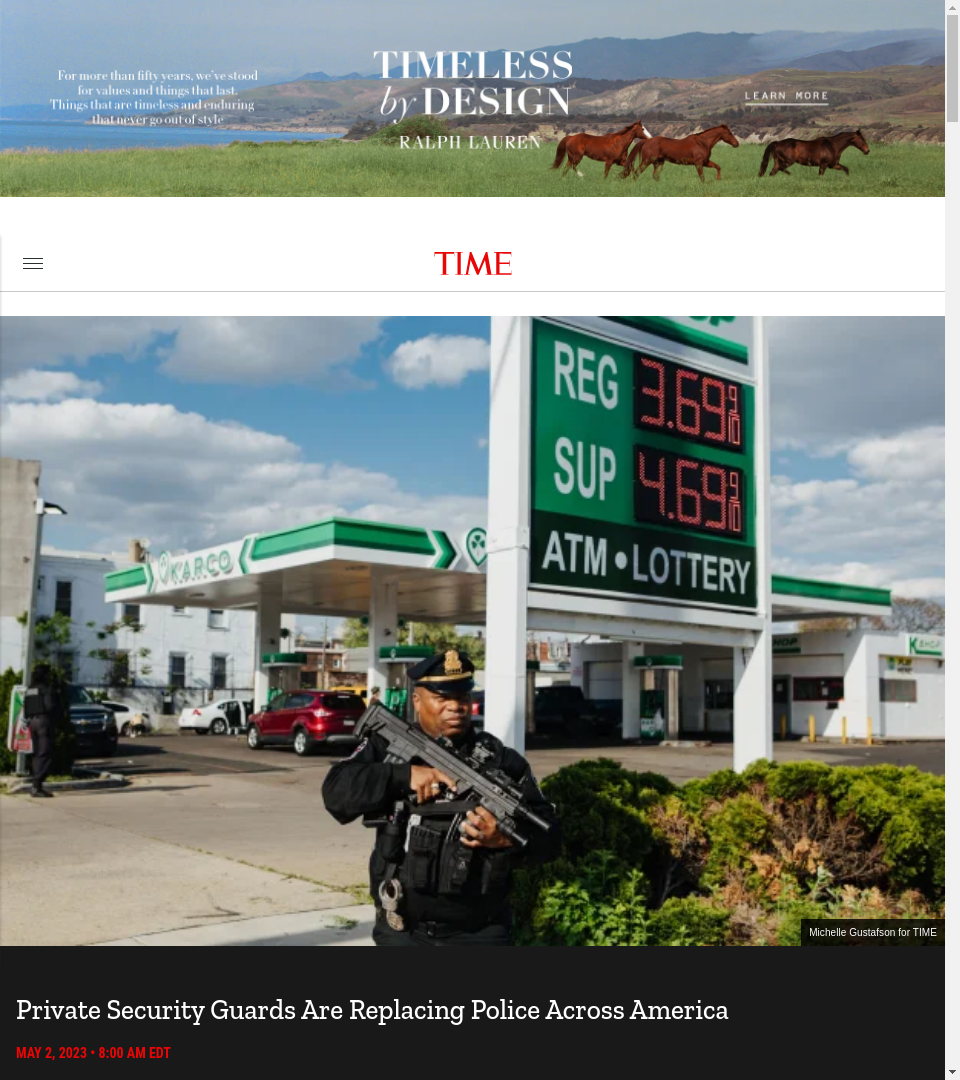 For more than fifty years, we've stood
for values and things that last.
Things that are timeless and enduring
that never go out of style
TIMELESS
by DESIGN
RALPH LAUREN
LEARN MORE
TIME
REG 3.69 9/10
SUP 4.69 9/10
ATM • LOTTERY
KARCO
Michelle Gustafson for TIME
Private Security Guards Are Replacing Police Across America
MAY 2, 2023 • 8:00 AM EDT